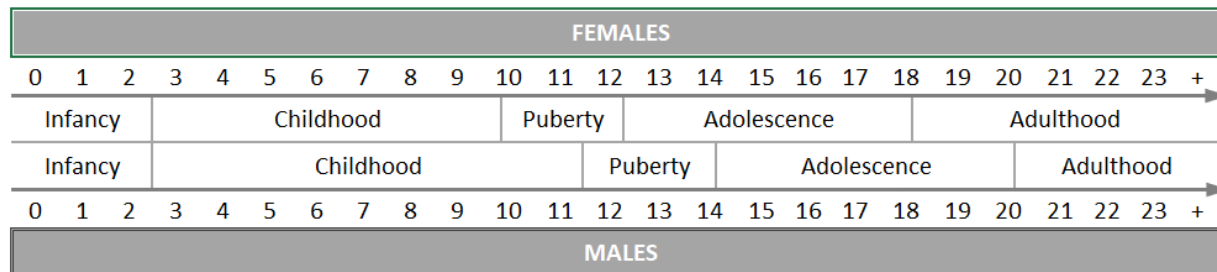 FEMALES
0 1 2 3 4 5 6 7 8 9 10 11 12 13 14 15 16 17 18 19 20 21 22 23 +
Infancy Childhood Puberty Adolescence Adulthood
Infancy Childhood Puberty Adolescence Adulthood
0 1 2 3 4 5 6 7 8 9 10 11 12 13 14 15 16 17 18 19 20 21 22 23 +
MALES